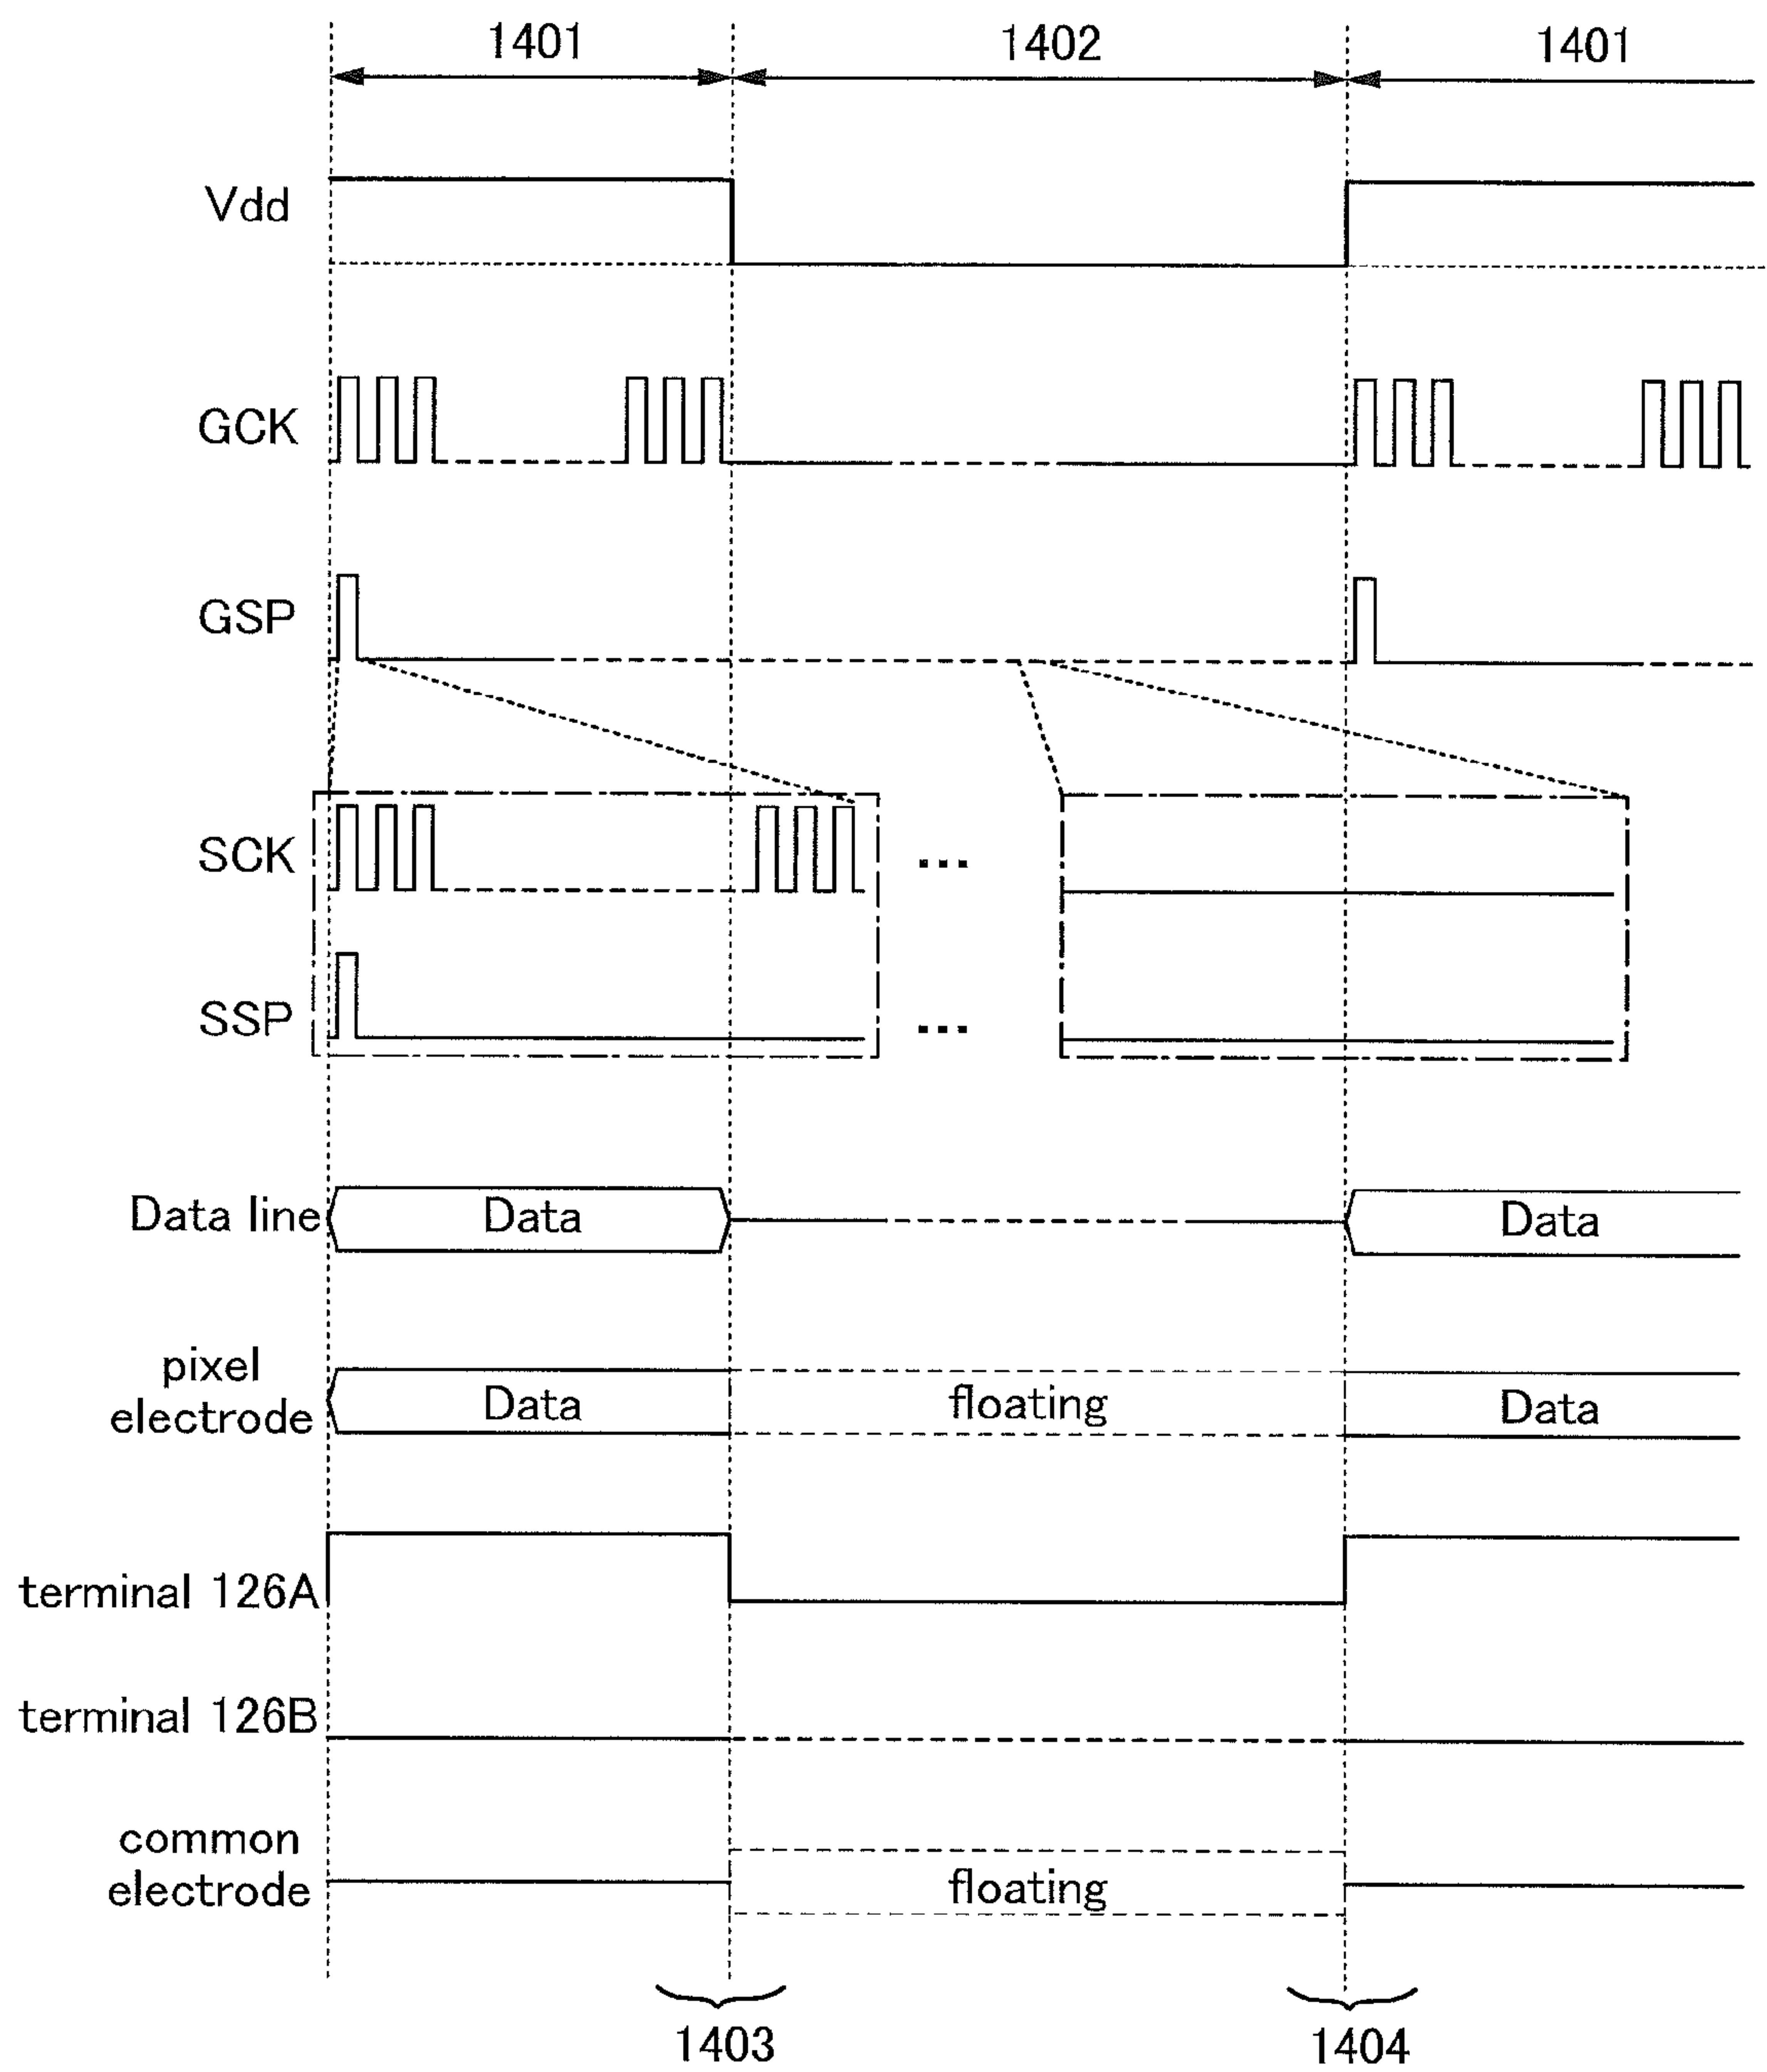 1401 1402 1401
Vdd
GCK
GSP
SCK ...
SSP ...
Data line Data Data
pixel
electrode Data floating Data
terminal 126A
terminal 126B
common
electrode floating
1403 1404